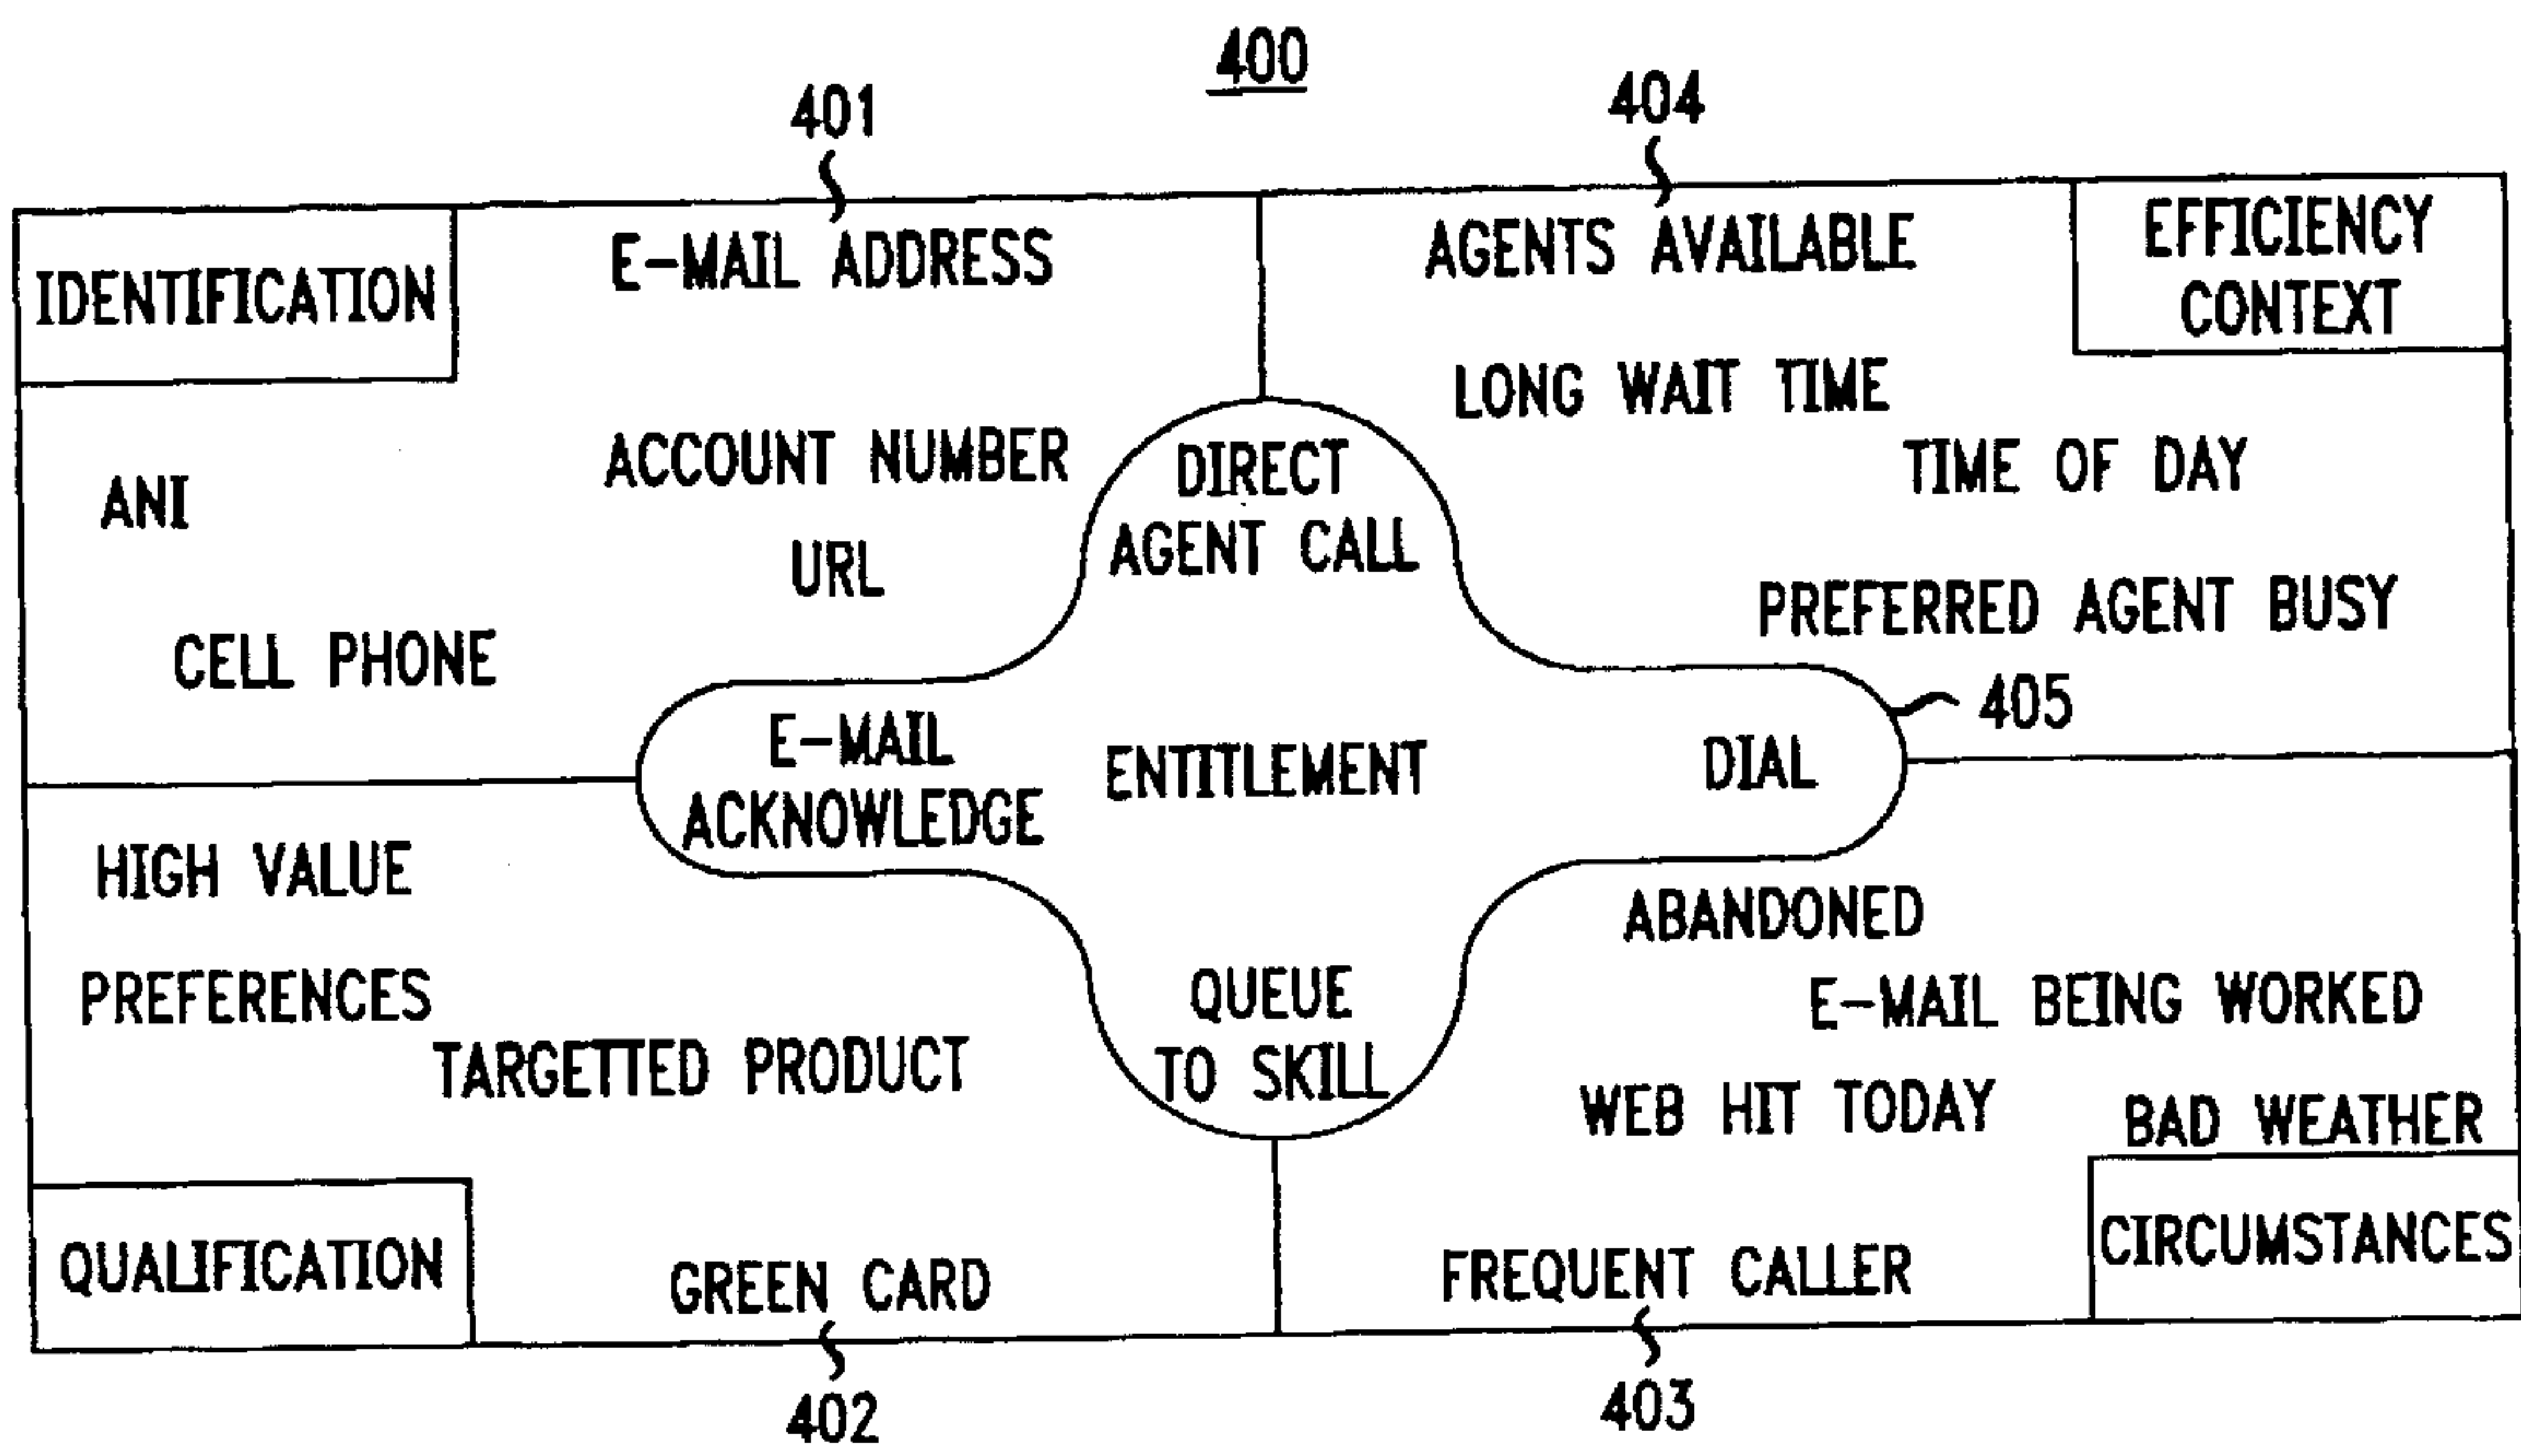 400
401
404
IDENTIFICATION
E-MAIL ADDRESS
ACCOUNT NUMBER
ANI
URL
CELL PHONE
AGENTS AVAILABLE
EFFICIENCY
CONTEXT
LONG WAIT TIME
TIME OF DAY
PREFERRED AGENT BUSY
405
DIRECT
AGENT CALL
E-MAIL
ACKNOWLEDGE
ENTITLEMENT
DIAL
QUEUE
TO SKILL
HIGH VALUE
PREFERENCES
TARGETTED PRODUCT
QUALIFICATION
GREEN CARD
402
ABANDONED
E-MAIL BEING WORKED
WEB HIT TODAY
BAD WEATHER
CIRCUMSTANCES
FREQUENT CALLER
403